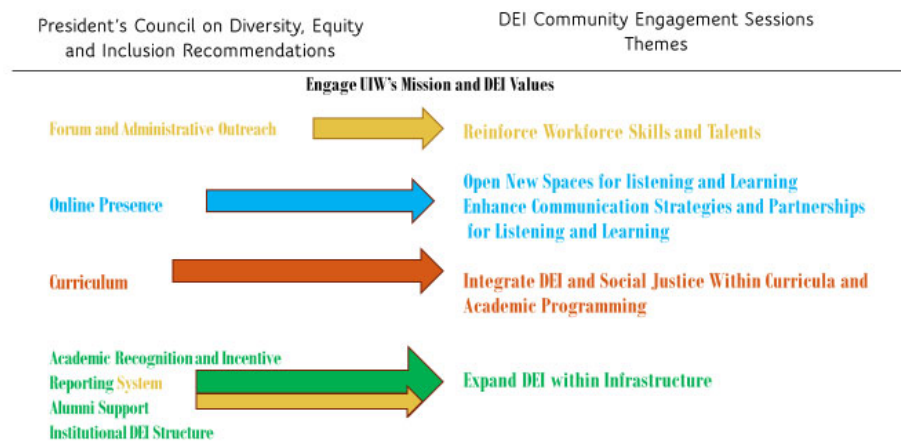 President's Council on Diversity, Equity
and Inclusion Recommendations
DEI Community Engagement Sessions
Themes
Engage UIW's Mission and DEI Values
Forum and Administrative Outreach
Reinforce Workforce Skills and Talents
Online Presence
Open New Spaces for listening and Learning
Enhance Communication Strategies and Partnerships
for Listening and Learning
Curriculum
Integrate DEI and Social Justice Within Curricula and
Academic Programming
Academic Recognition and Incentive
Reporting System
Alumni Support
Institutional DEI Structure
Expand DEI within Infrastructure